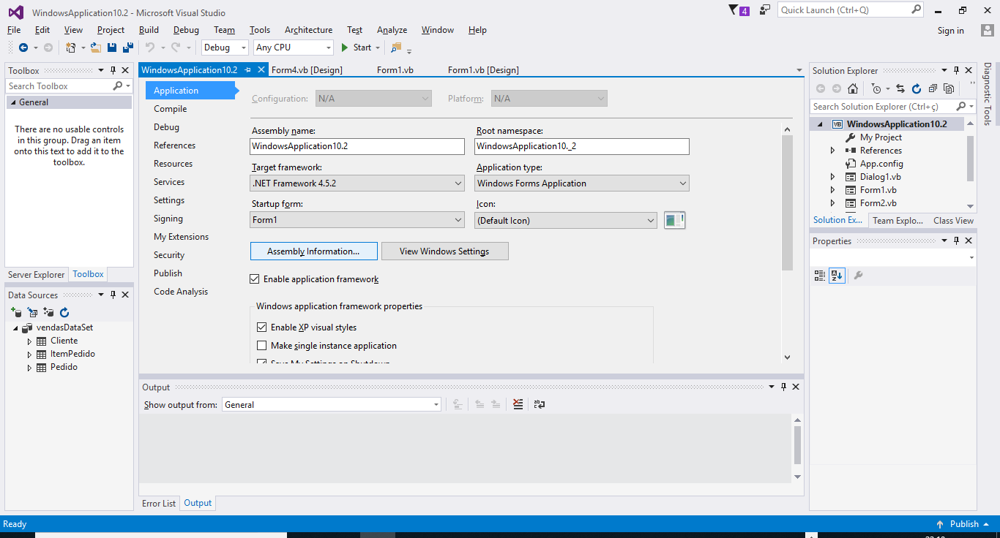 WindowsApplication10.2 - Microsoft Visual Studio
4
Quick Launch (Ctrl+Q)
File Edit View Project Build Debug Team Tools Architecture Test Analyze Window Help
Sign in
Debug Any CPU Start
Toolbox
Search Toolbox
General
There are no usable controls
in this group. Drag an item
onto this text to add it to the
toolbox.
Server Explorer Toolbox
Data Sources
vendasDataSet
Cliente
ItemPedido
Pedido
WindowsApplication10.2 Form4.vb [Design] Form1.vb Form1.vb [Design]
Application
Compile
Debug
References
Resources
Services
Settings
Signing
My Extensions
Security
Publish
Code Analysis
Configuration: N/A Platform: N/A
Assembly name: Root namespace:
WindowsApplication10.2 WindowsApplication10._2
Target framework: Application type:
.NET Framework 4.5.2 Windows Forms Application
Startup form: Icon:
Form1 (Default Icon)
Assembly Information... View Windows Settings
Enable application framework
Windows application framework properties
Enable XP visual styles
Make single instance application
Save My Settings on Shutdown
Output
Show output from: General
Error List Output
Solution Explorer
Search Solution Explorer (Ctrl+ç)
VB WindowsApplication10.2
My Project
References
App.config
Dialog1.vb
Form1.vb
Form2.vb
Solution Ex... Team Explo... Class View
Properties
Diagnostic Tools
Ready
Publish